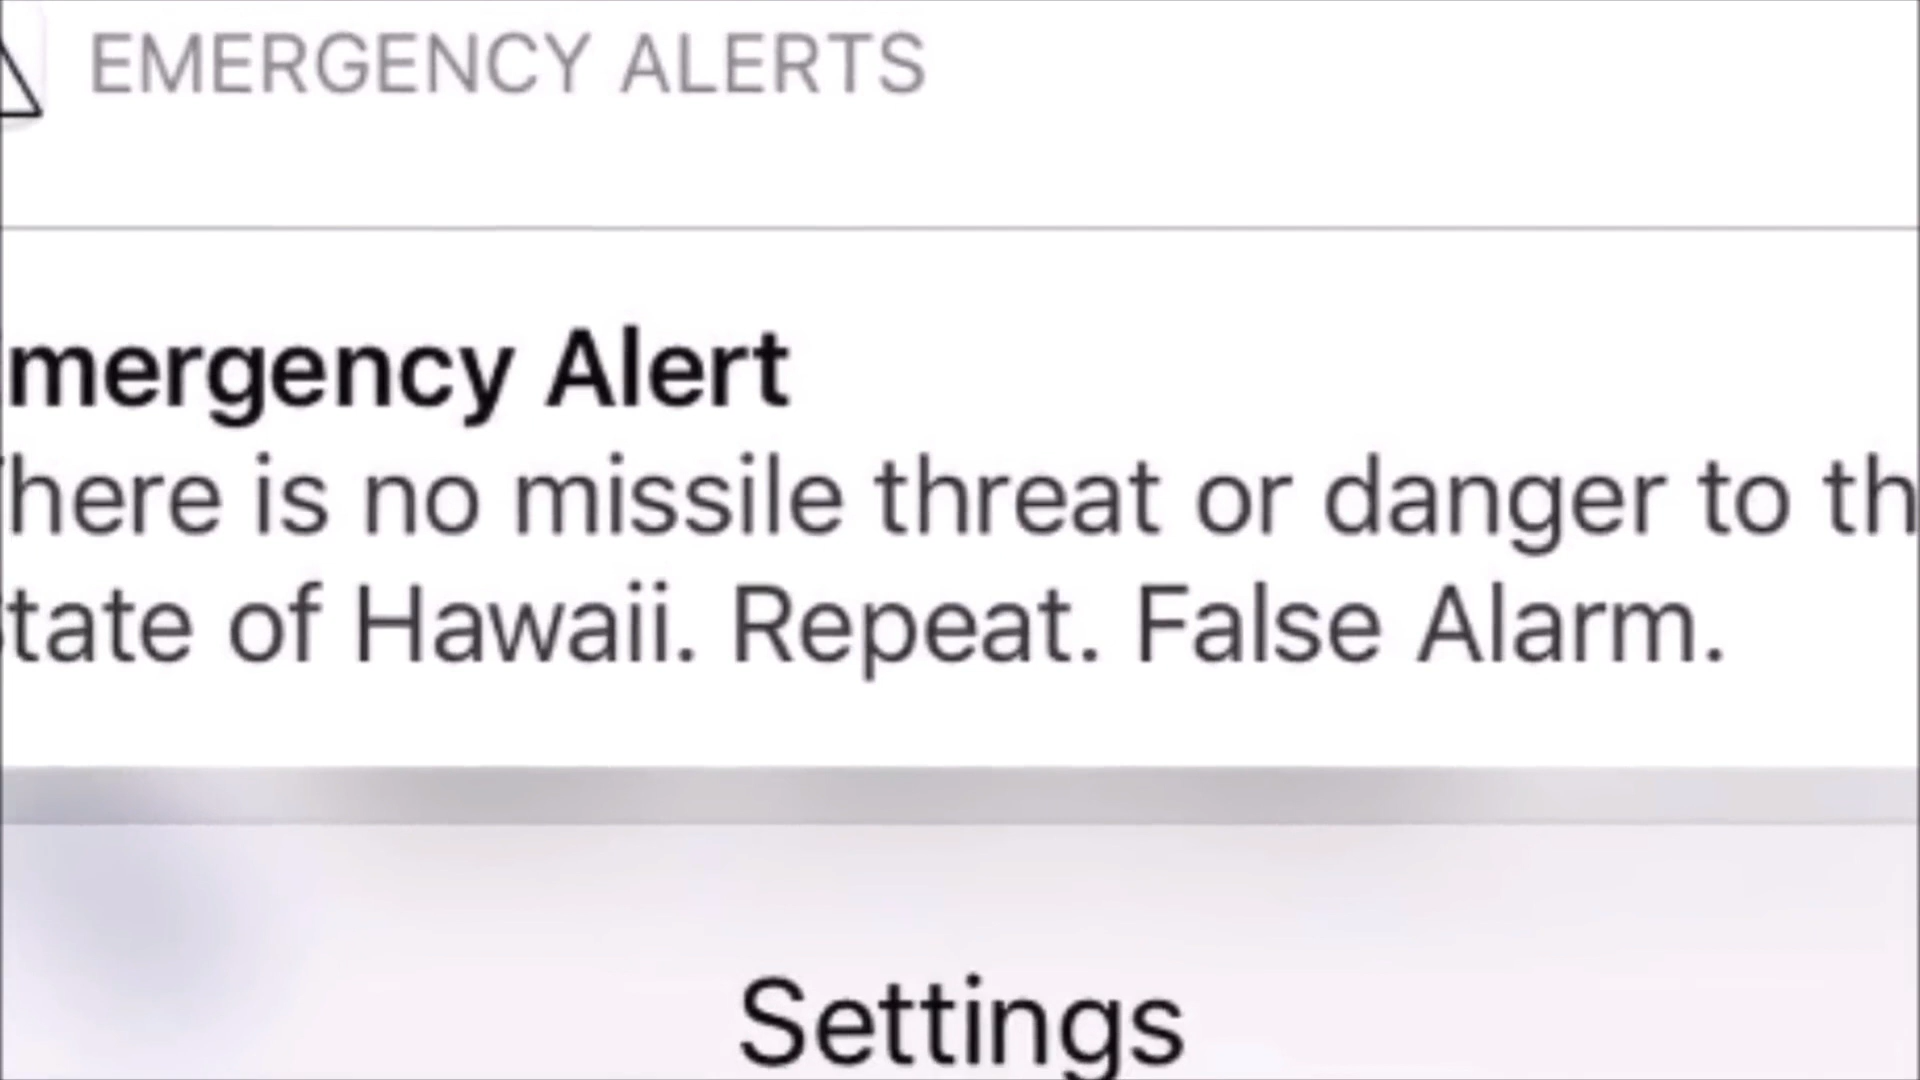 EMERGENCY ALERTS
mergency Alert
here is no missile threat or danger to th
tate of Hawaii. Repeat. False Alarm.
Settings